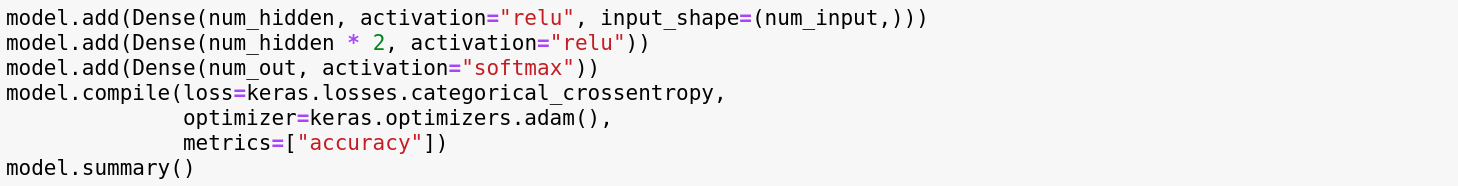 model.add(Dense(num_hidden, activation="relu", input_shape=(num_input,)))
model.add(Dense(num_hidden * 2, activation="relu"))
model.add(Dense(num_out, activation="softmax"))
model.compile(loss=keras.losses.categorical_crossentropy,
              optimizer=keras.optimizers.adam(),
              metrics=["accuracy"])
model.summary()